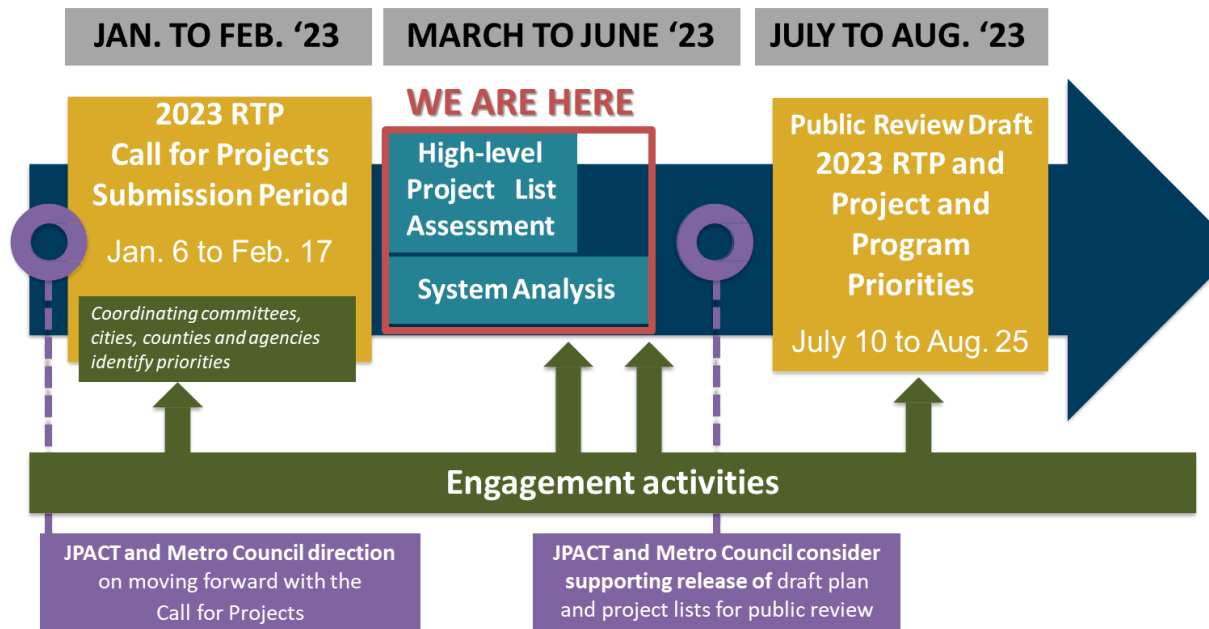 JAN. TO FEB. ‘23
MARCH TO JUNE ‘23
JULY TO AUG. ‘23
2023 RTP
Call for Projects
Submission Period
Jan. 6 to Feb. 17
Coordinating committees,
cities, counties and agencies
identify priorities
WE ARE HERE
High-level
Project List
Assessment
System Analysis
Public Review Draft
2023 RTP and
Project and
Program
Priorities
July 10 to Aug. 25
Engagement activities
JPACT and Metro Council direction
on moving forward with the
Call for Projects
JPACT and Metro Council consider
supporting release of draft plan
and project lists for public review